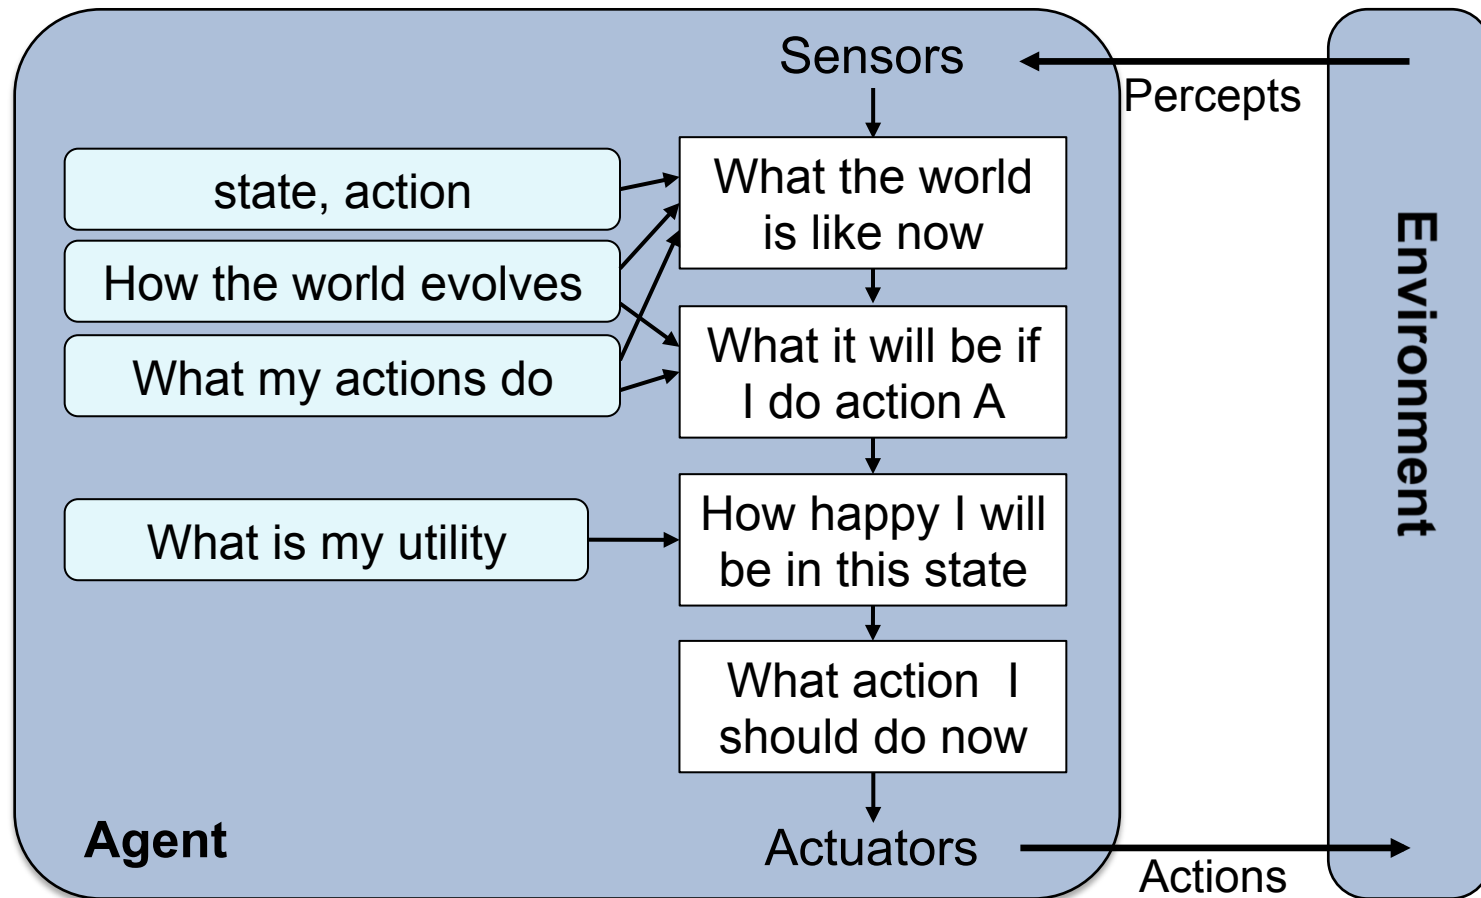 Sensors
Percepts
state, action
What the world
is like now
How the world evolves
What my actions do
What it will be if
I do action A
What is my utility
How happy I will
be in this state
What action I
should do now
Agent
Actuators
Actions
Environment